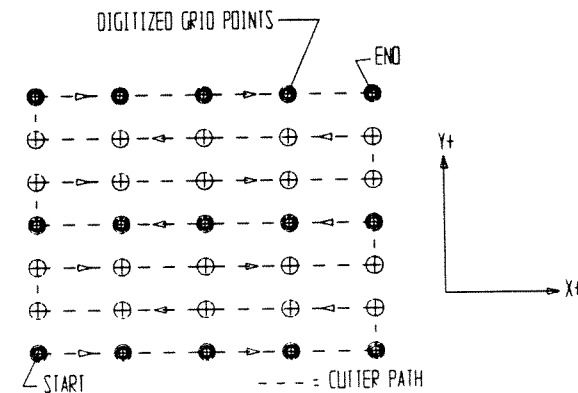 DIGITIZED GRID POINTS
END
Y+
X+
START
---- = CUTTER PATH